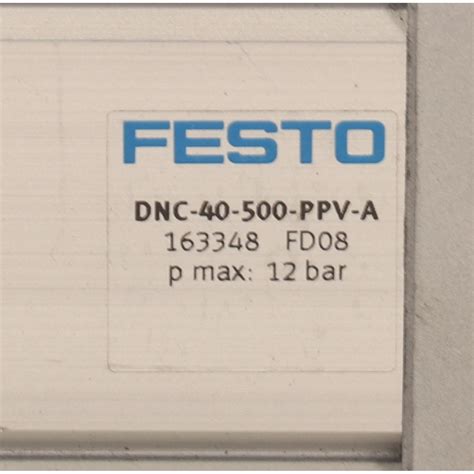 FESTO
DNC-40-500-PPV-A
163348 FD08
p max: 12 bar